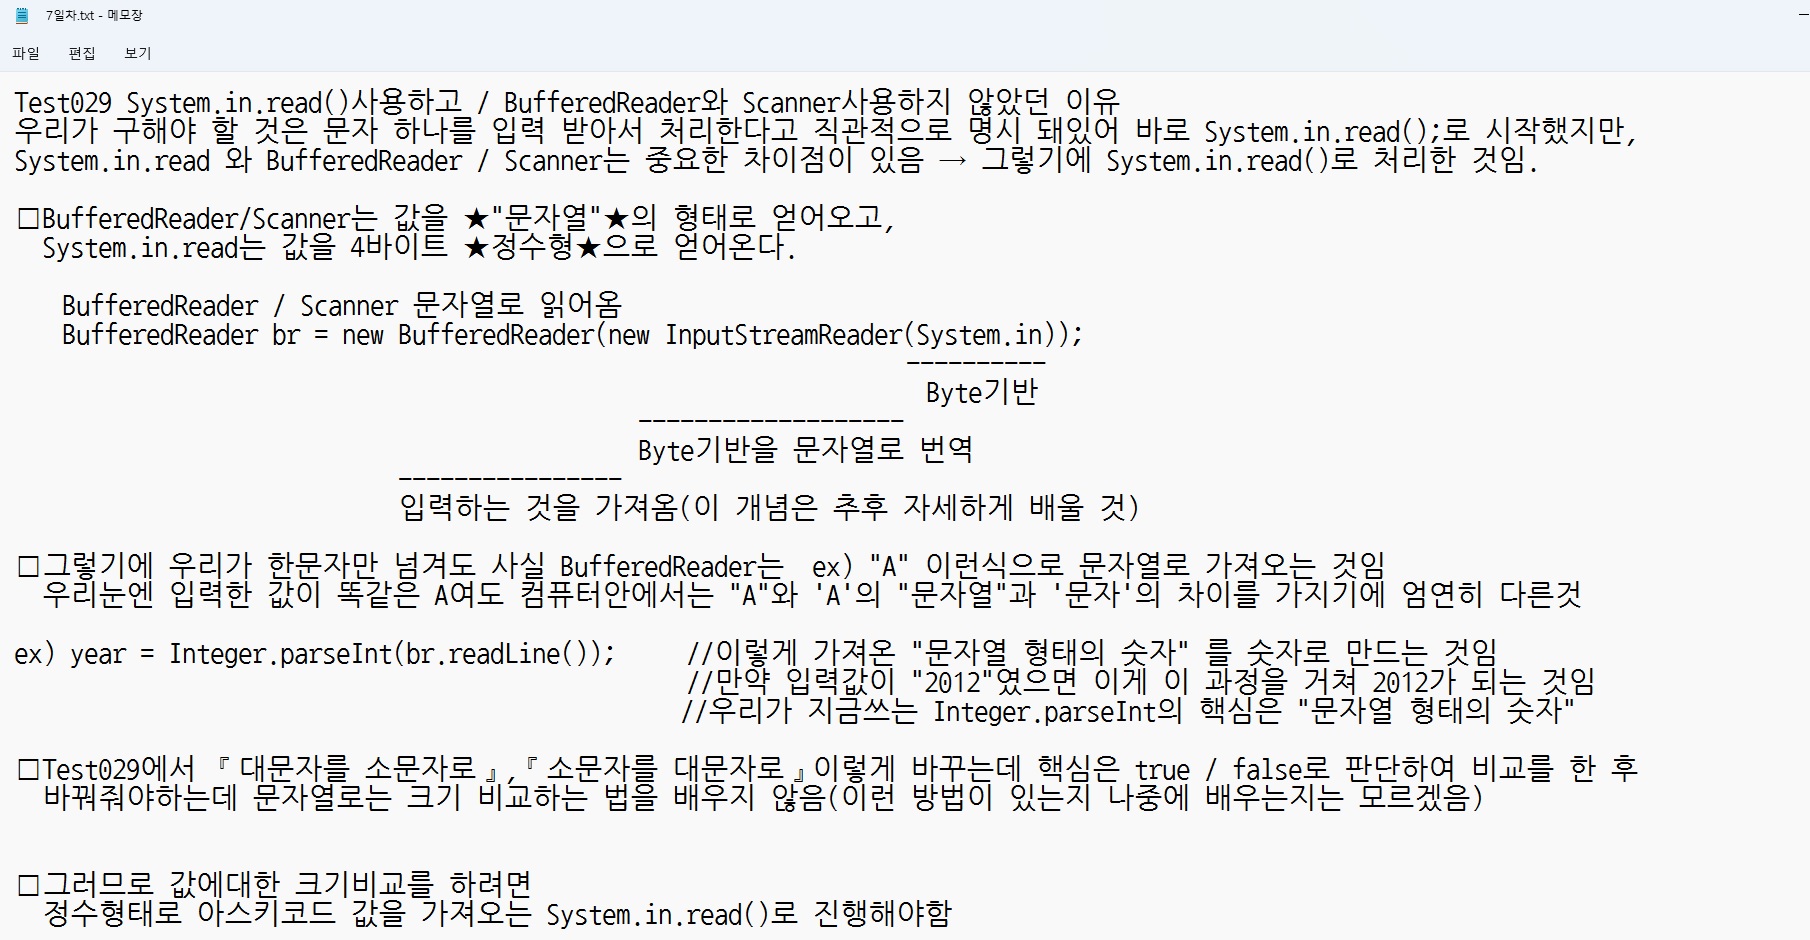 7일차.txt - 메모장
파일 편집 보기
Test029 System.in.read()사용하고 / BufferedReader와 Scanner사용하지 않았던 이유
우리가 구해야 할 것은 문자 하나를 입력 받아서 처리한다고 직관적으로 명시 돼있어 바로 System.in.read();로 시작했지만,
System.in.read 와 BufferedReader / Scanner는 중요한 차이점이 있음 → 그렇기에 System.in.read()로 처리한 것임.
□BufferedReader/Scanner는 값을 ★"문자열"★의 형태로 얻어오고,
System.in.read는 값을 4바이트 ★정수형★으로 얻어온다.
BufferedReader / Scanner 문자열로 읽어옴
BufferedReader br = new BufferedReader(new InputStreamReader(System.in));
----------
Byte기반
-------------------
Byte기반을 문자열로 번역
----------------
입력하는 것을 가져옴(이 개념은 추후 자세하게 배울 것)
□그렇기에 우리가 한문자만 넘겨도 사실 BufferedReader는  ex) "A" 이런식으로 문자열로 가져오는 것임
우리눈엔 입력한 값이 똑같은 A여도 컴퓨터안에서는 "A"와 'A'의 "문자열"과 '문자'의 차이를 가지기에 엄연히 다른것
ex) year = Integer.parseInt(br.readLine());     //이렇게 가져온 "문자열 형태의 숫자" 를 숫자로 만드는 것임
//만약 입력값이 "2012"였으면 이게 이 과정을 거쳐 2012가 되는 것임
//우리가 지금쓰는 Integer.parseInt의 핵심은 "문자열 형태의 숫자"
□Test029에서 『대문자를 소문자로』,『소문자를 대문자로』이렇게 바꾸는데 핵심은 true / false로 판단하여 비교를 한 후
바꿔줘야하는데 문자열로는 크기 비교하는 법을 배우지 않음(이런 방법이 있는지 나중에 배우는지는 모르겠음)
□그러므로 값에대한 크기비교를 하려면
정수형태로 아스키코드 값을 가져오는 System.in.read()로 진행해야함